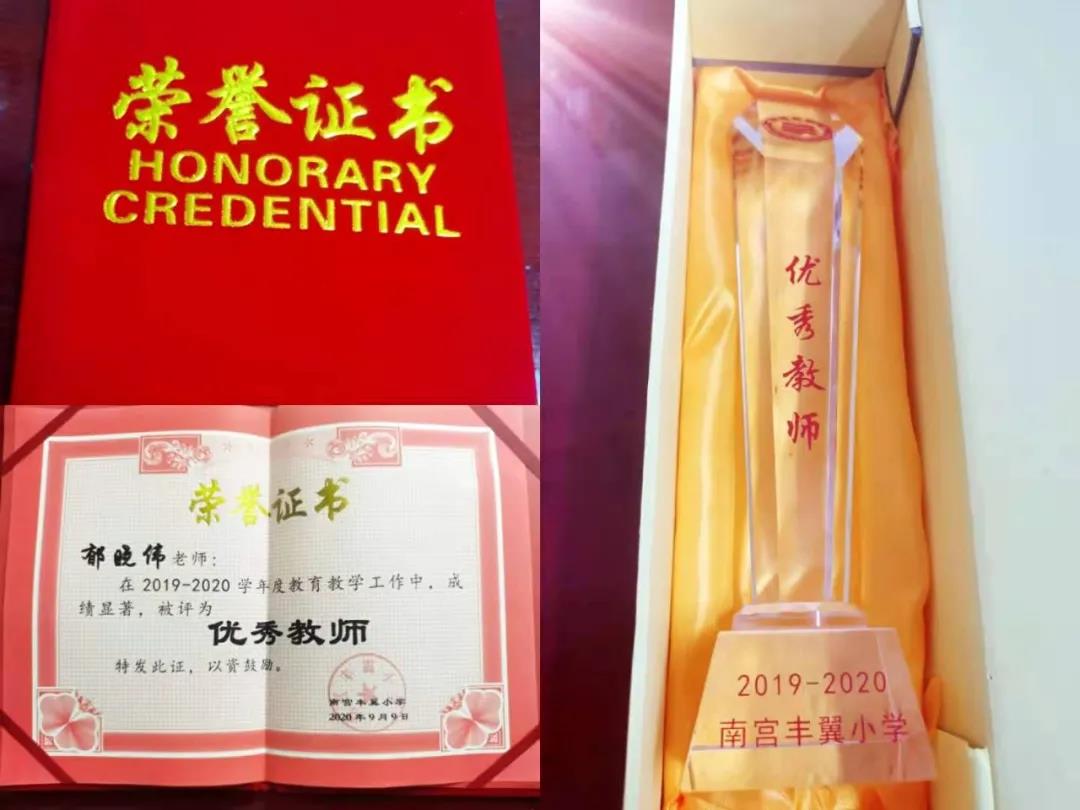 荣誉证书
HONORARY
CREDENTIAL
荣誉证书
郁晓伟老师：
在2019-2020学年度教育教学工作中，成
绩显著，被评为
优秀教师
特发此证，以资鼓励。
南宫丰翼小学
2020年9月9日
优秀教师
2019-2020
南宫丰翼小学